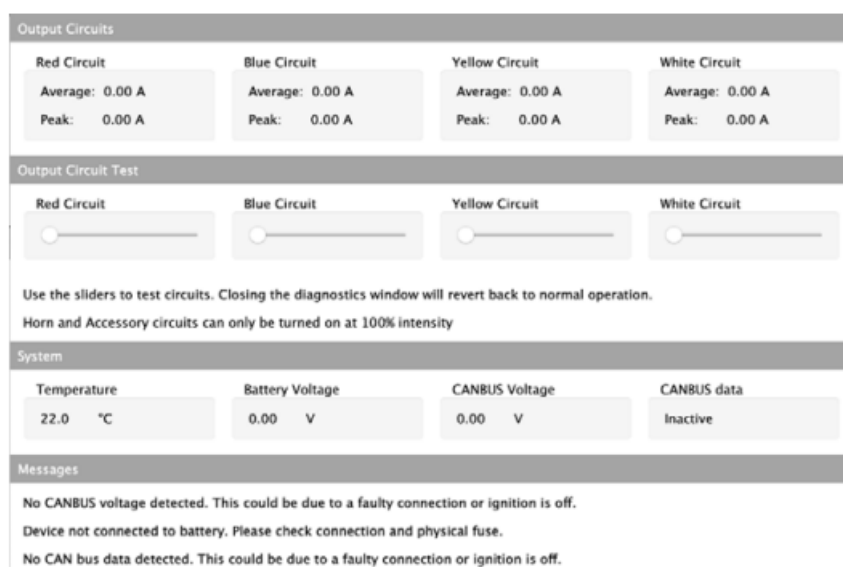 Output Circuits
Red Circuit Blue Circuit Yellow Circuit White Circuit
Average: 0.00 A Average: 0.00 A Average: 0.00 A Average: 0.00 A
Peak: 0.00 A Peak: 0.00 A Peak: 0.00 A Peak: 0.00 A
Output Circuit Test
Red Circuit Blue Circuit Yellow Circuit White Circuit
Use the sliders to test circuits. Closing the diagnostics window will revert back to normal operation.
Horn and Accessory circuits can only be turned on at 100% intensity
System
Temperature Battery Voltage CANBUS Voltage CANBUS data
22.0 °C 0.00 V 0.00 V Inactive
Messages
No CANBUS voltage detected. This could be due to a faulty connection or ignition is off.
Device not connected to battery. Please check connection and physical fuse.
No CAN bus data detected. This could be due to a faulty connection or ignition is off.